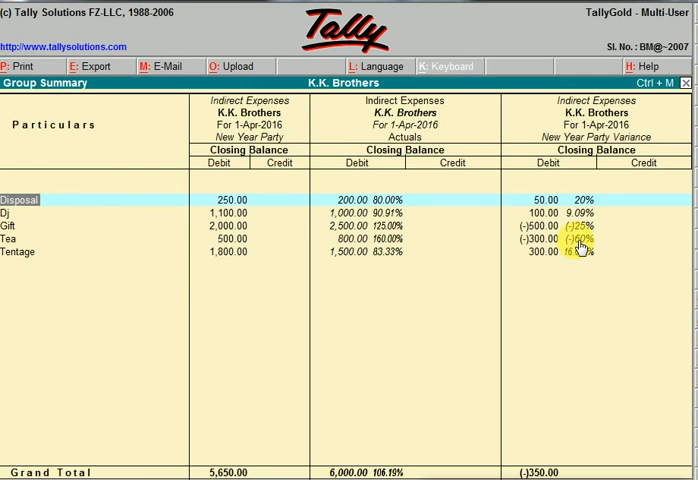 (c) Tally Solutions FZ-LLC, 1988-2006
TallyGold - Multi-User
Tally
http://www.tallysolutions.com
Sl. No.: BM@~2007
P: Print E: Export M: E-Mail O: Upload L: Language K: Keyboard H: Help
Group Summary K.K. Brothers Ctrl + M
Particulars
Indirect Expenses
K.K. Brothers
For 1-Apr-2016
New Year Party
Closing Balance
Debit Credit
Indirect Expenses
K.K. Brothers
For 1-Apr-2016
Actuals
Closing Balance
Debit Credit
Indirect Expenses
K.K. Brothers
For 1-Apr-2016
New Year Party Variance
Closing Balance
Debit Credit
Disposal 250.00 200.00 80.00% 50.00 20%
Dj 1,100.00 1,000.00 90.91% 100.00 9.09%
Gift 2,000.00 2,500.00 125.00% (-)500.00 (-)25%
Tea 500.00 800.00 160.00% (-)300.00 (-)60%
Tentage 1,800.00 1,500.00 83.33% 300.00
Grand Total 5,650.00 6,000.00 106.19% (-)350.00